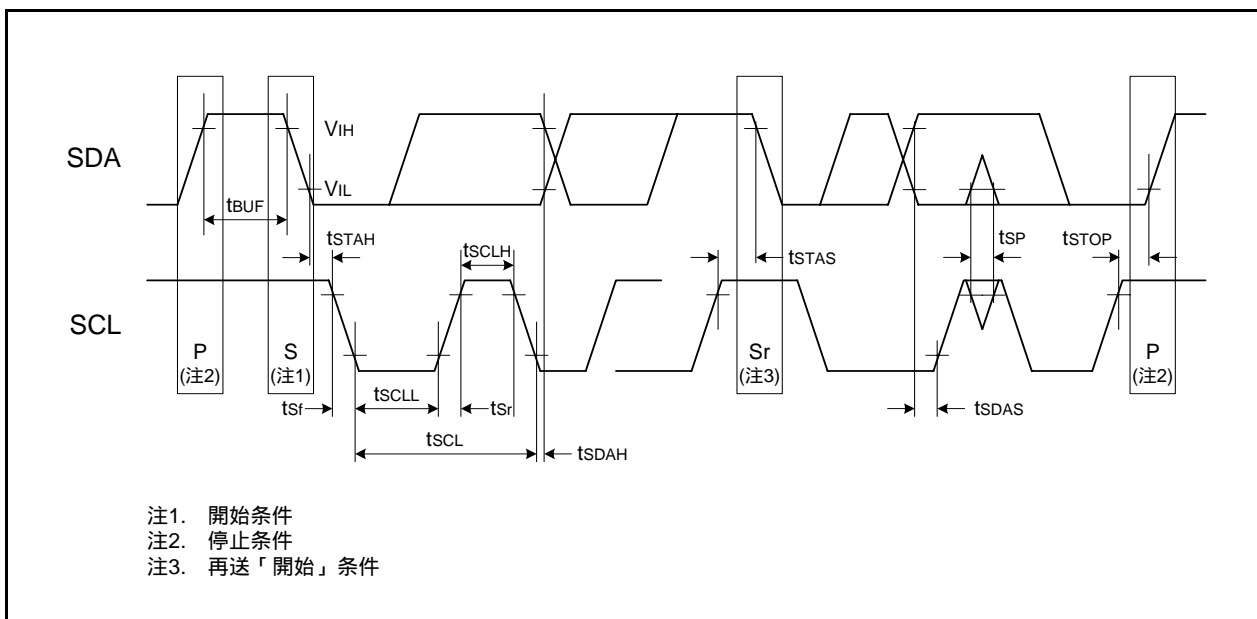 VIH
SDA
VIL
tBUF
tSTAH
tSCLH
tSTAS
tSP
tSTOP
SCL
P
(注2)
S
(注1)
Sr
(注3)
P
(注2)
tSf
tSCLL
tSr
tSDAS
tSCL
tSDAH
注1. 開始条件
注2. 停止条件
注3. 再送「開始」条件